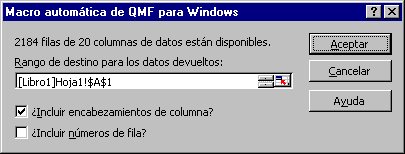 Macro automática de QMF para Windows
2184 filas de 20 columnas de datos están disponibles.
Rango de destino para los datos devueltos:
[Libro1]Hoja1!$A$1
¿Incluir encabezamientos de columna?
¿Incluir números de fila?
Aceptar
Cancelar
Ayuda